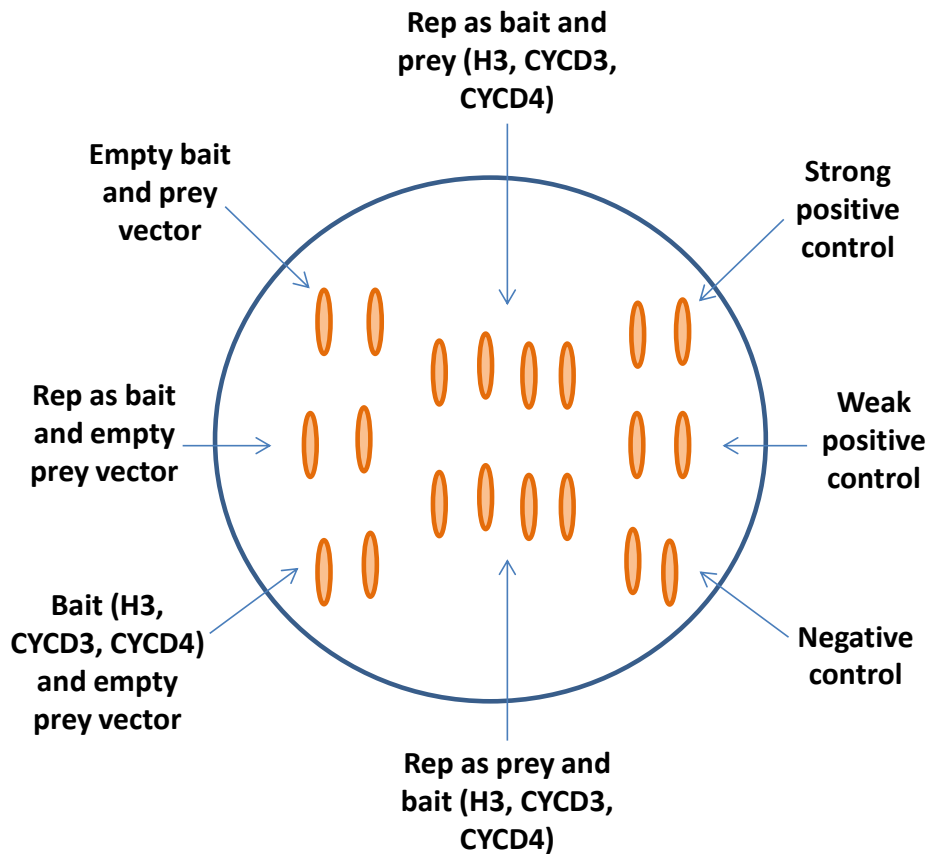 Rep as bait and
prey (H3, CYCD3,
CYCD4)
Empty bait
and prey
vector
Strong
positive
control
Rep as bait
and empty
prey vector
Weak
positive
control
Bait (H3,
CYCD3, CYCD4)
and empty
prey vector
Negative
control
Rep as prey and
bait (H3, CYCD3,
CYCD4)